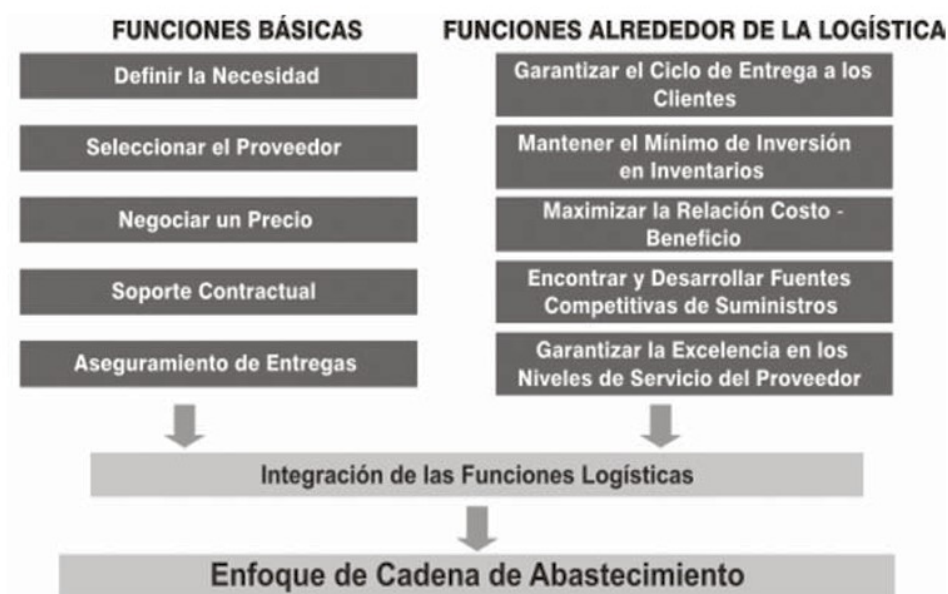 FUNCIONES BÁSICAS
Definir la Necesidad
Seleccionar el Proveedor
Negociar un Precio
Soporte Contractual
Aseguramiento de Entregas
FUNCIONES ALREDEDOR DE LA LOGÍSTICA
Garantizar el Ciclo de Entrega a los
Clientes
Mantener el Mínimo de Inversión
en Inventarios
Maximizar la Relación Costo -
Beneficio
Encontrar y Desarrollar Fuentes
Competitivas de Suministros
Garantizar la Excelencia en los
Niveles de Servicio del Proveedor
Integración de las Funciones Logísticas
Enfoque de Cadena de Abastecimiento